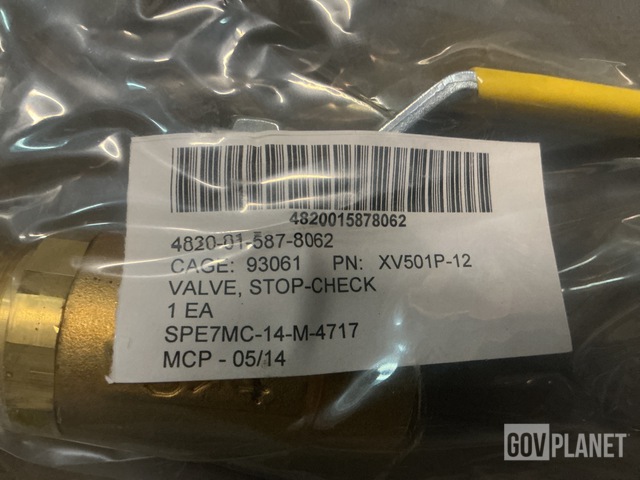 4820015878062
4820-01-587-8062
CAGE: 93061 PN: XV501P-12
VALVE, STOP-CHECK
1 EA
SPE7MC-14-M-4717
MCP - 05/14
GOVPLANET